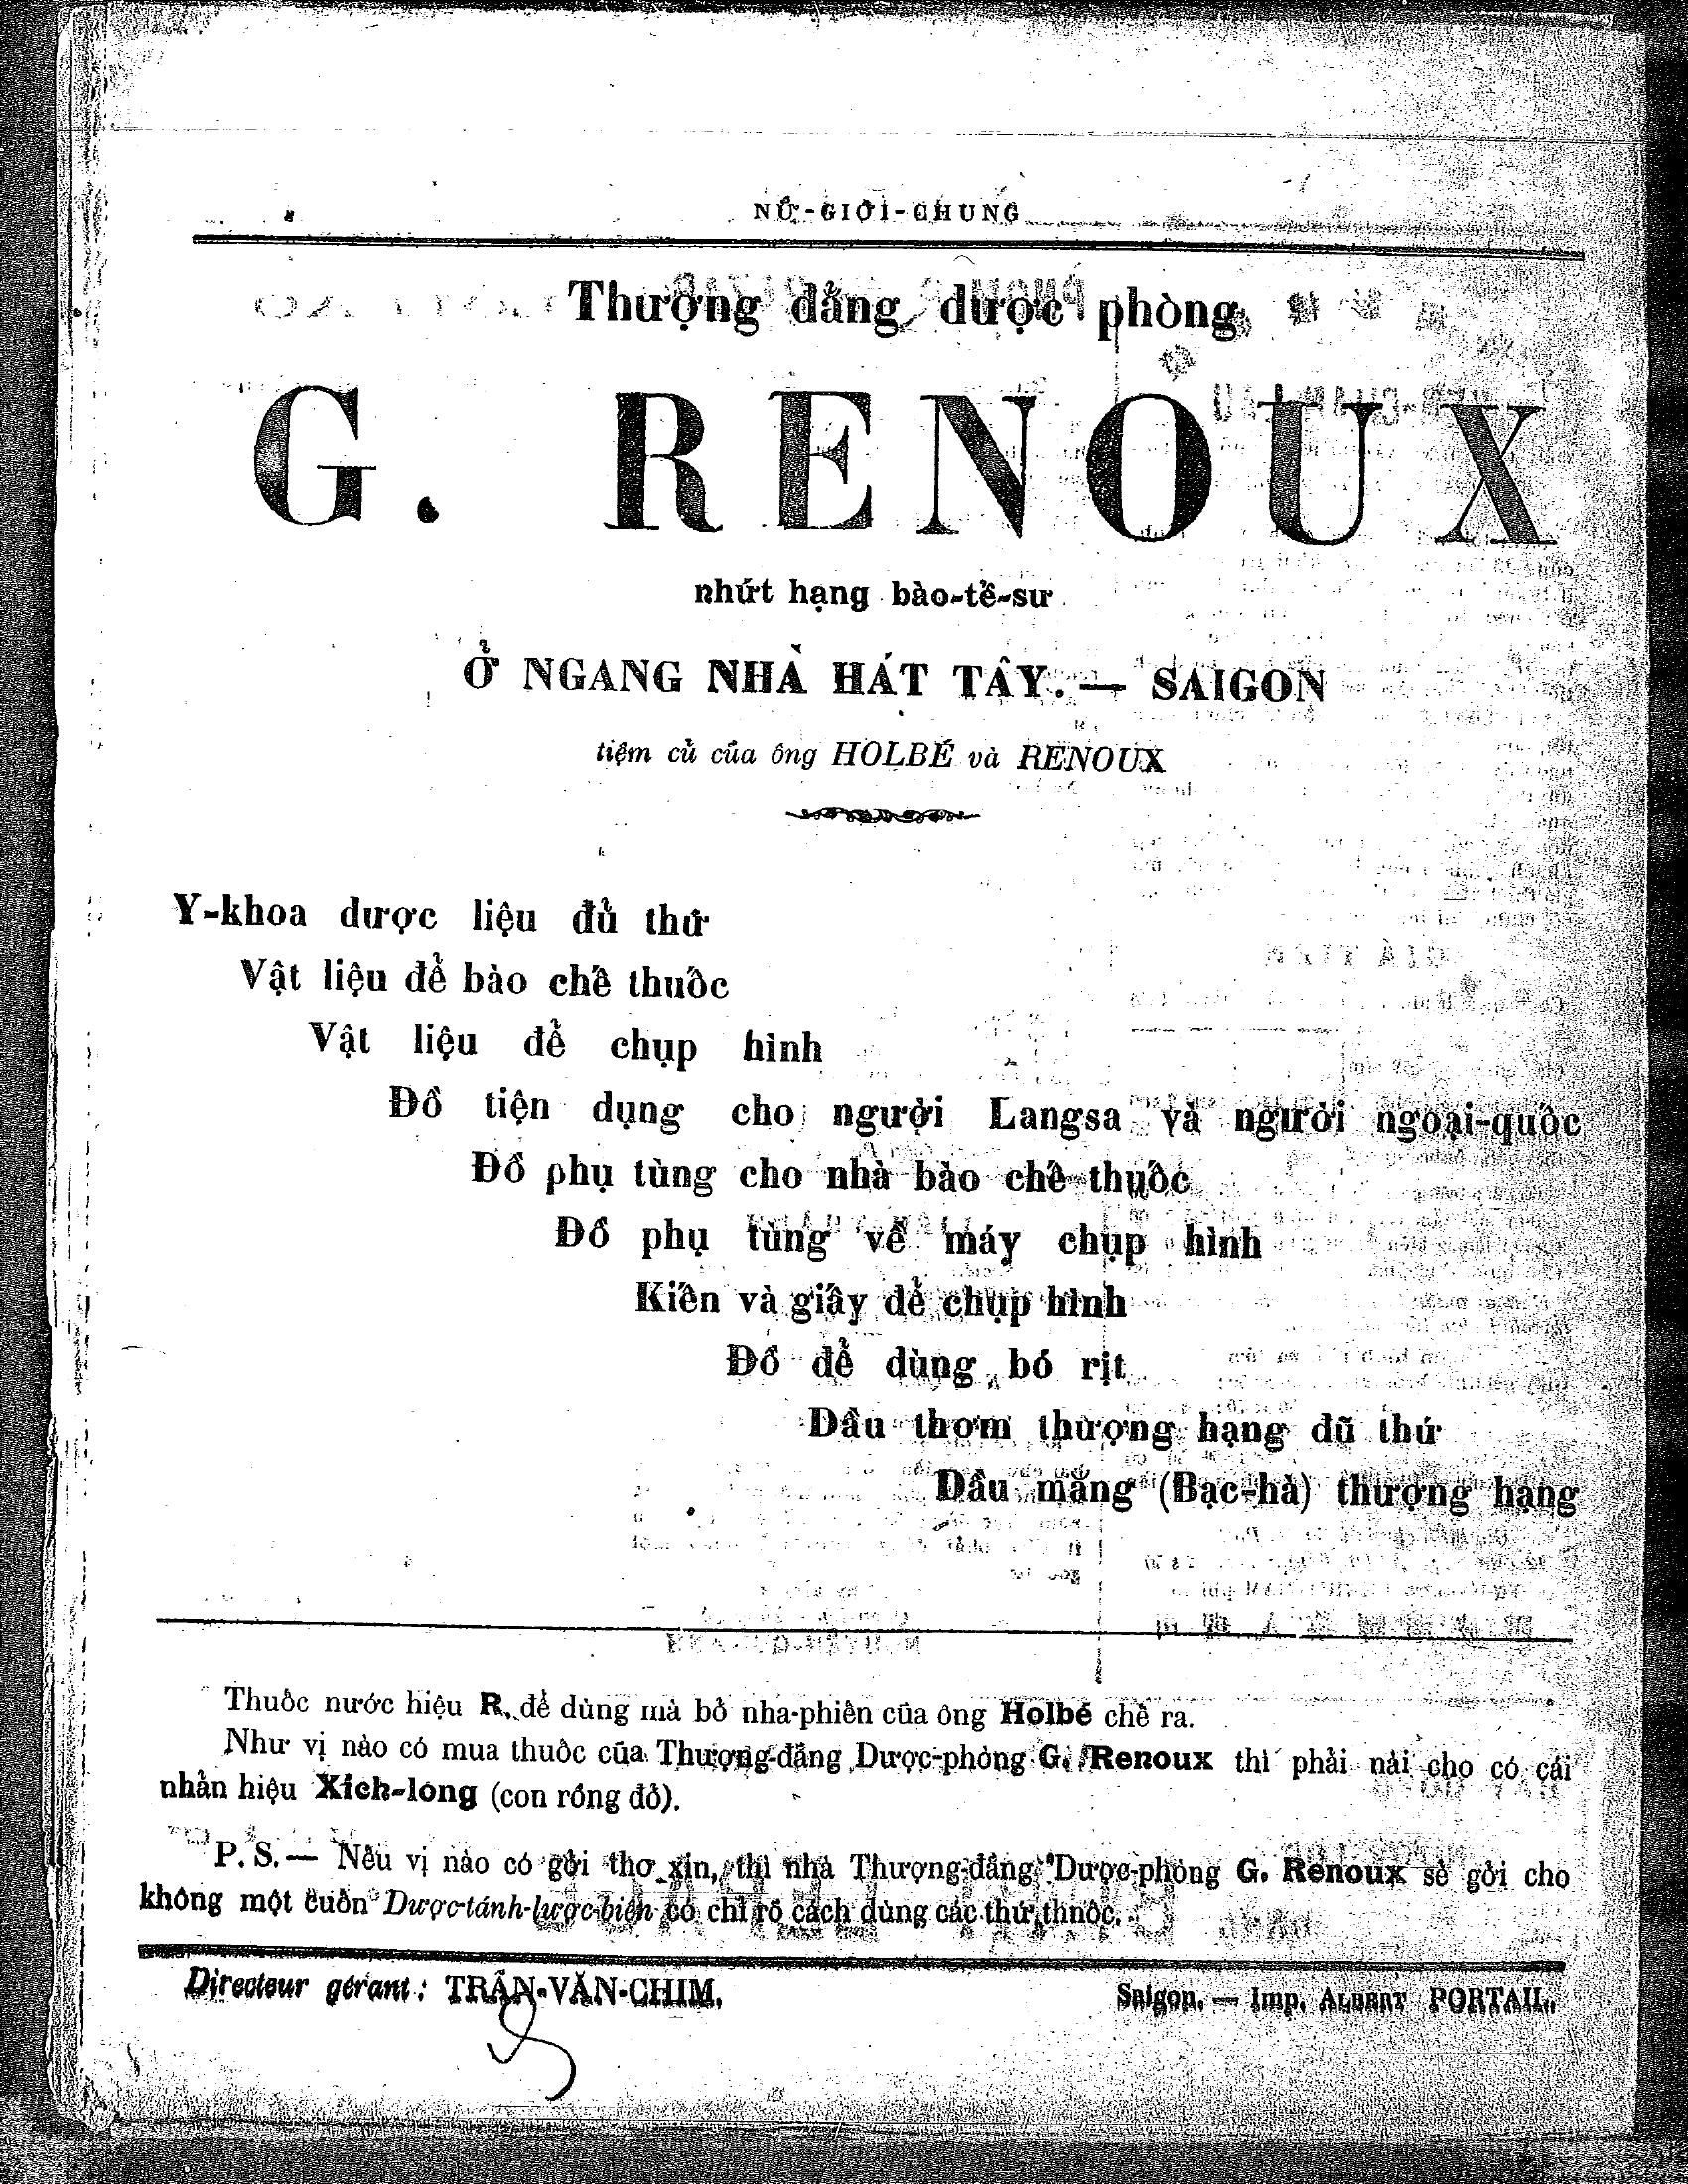 NỮ-GIỚI-CHUNG
Thượng đẳng dược phòng
G. RENOUX
nhứt hạng bào-tề-sư
Ở NGANG NHÀ HÁT TÂY. — SAIGON
tiệm củ của ông HOLBÉ và RENOUX
Y-khoa dược liệu đủ thứ
Vật liệu để bào chế thuốc
Vật liệu để chụp hình
Đồ tiện dụng cho người Langsa và người ngoại-quốc
Đồ phụ tùng cho nhà bào chế thuốc
Đồ phụ tùng về máy chụp hình
Kiến và giấy để chụp hình
Đồ để dùng bó rịt
Dầu thơm thượng hạng đũ thứ
Dầu măng (Bạc-hà) thượng hạng
Thuốc nước hiệu R. để dùng mà bỏ nha-phiến cũa ông Holbé chế ra.
Như vị nào có mua thuốc cũa Thượng-đẳng Dược-phòng G. Renoux thì phải nài cho có cái
nhản hiệu Xích-long (con rồng đỏ).
P. S.— Nếu vị nào có gởi thơ xin, thì nhà Thượng-đẳng Dược-phòng G. Renoux sẻ gởi cho
không một cuốn Dược-tánh-lược-biên có chỉ rõ cách dùng các thứ thuốc.
Directeur gérant : TRẦN-VĂN-CHIM.
Saigon. — Imp. ALBERT PORTAIL.